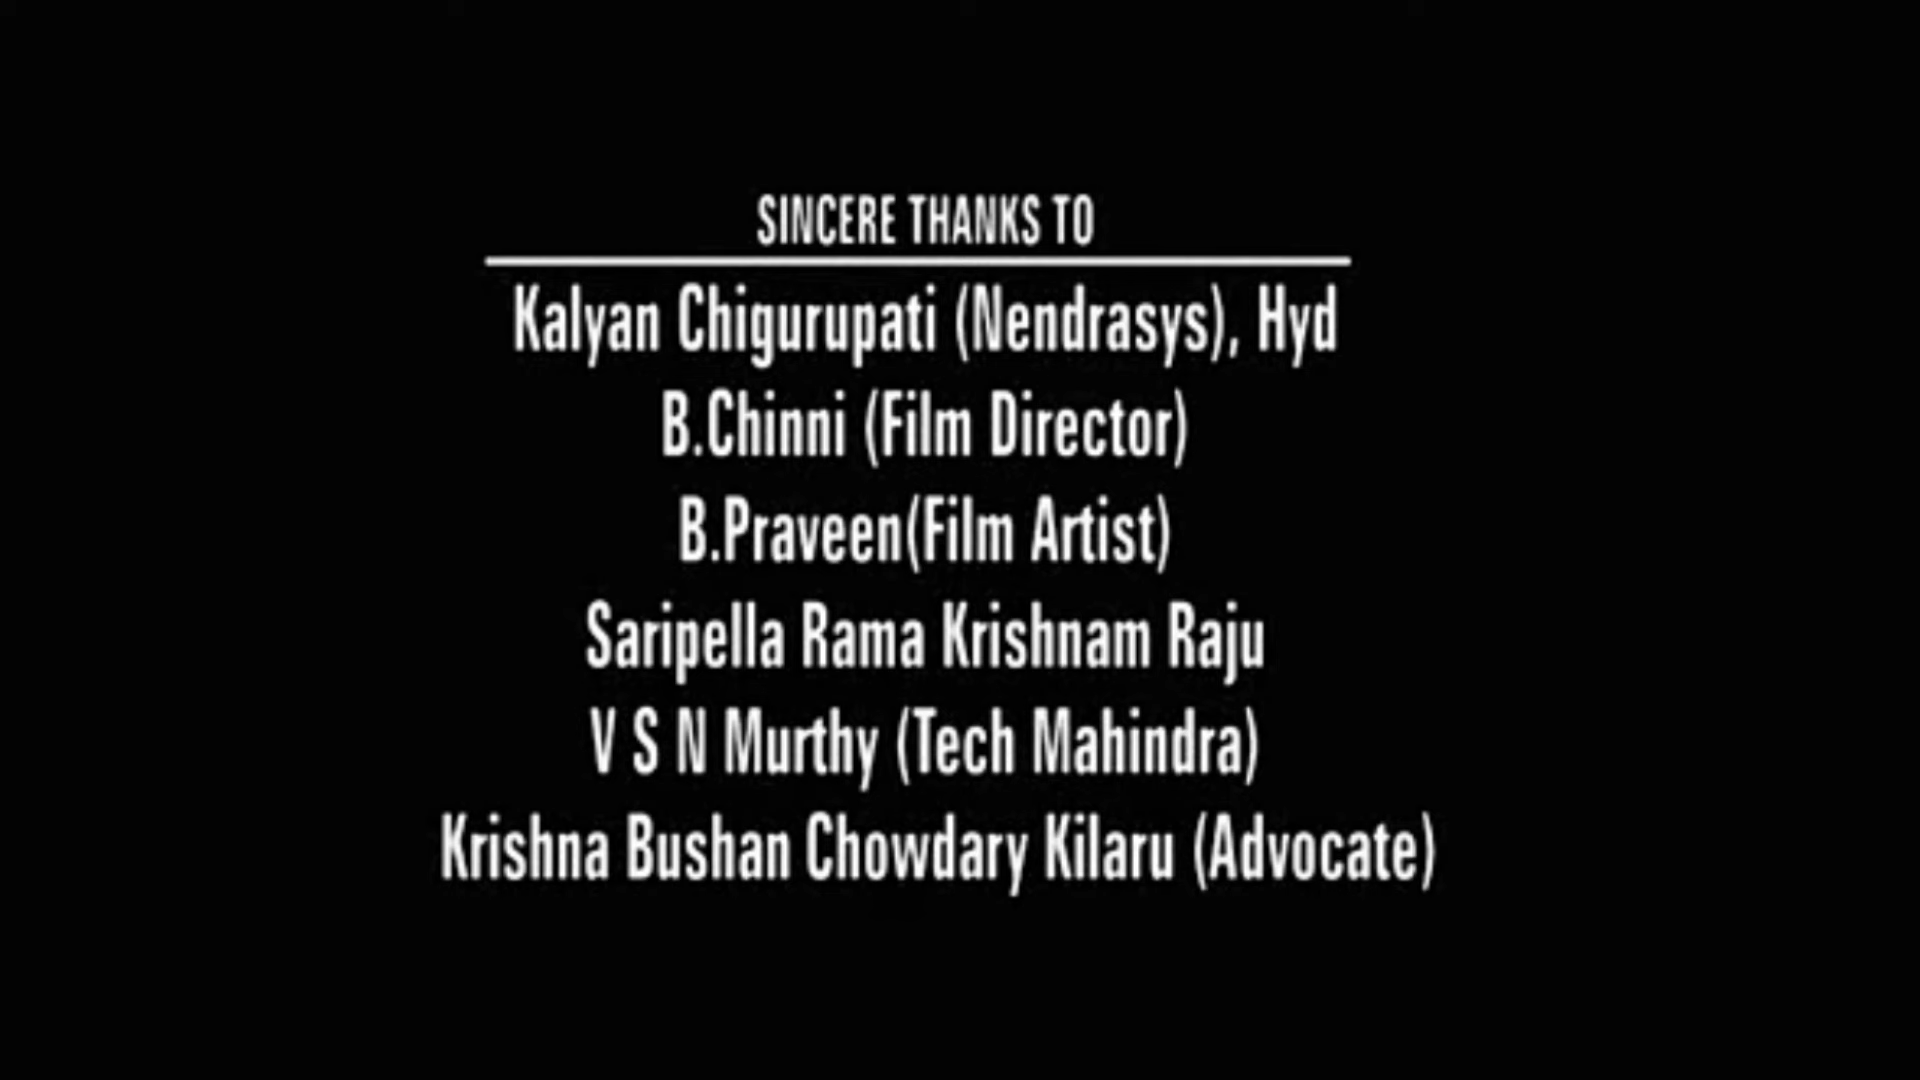 SINCERE THANKS TO
Kalyan Chigurupati (Nendrasys), Hyd
B.Chinni (Film Director)
B.Praveen(Film Artist)
Saripella Rama Krishnam Raju
V S N Murthy (Tech Mahindra)
Krishna Bushan Chowdary Kilaru (Advocate)